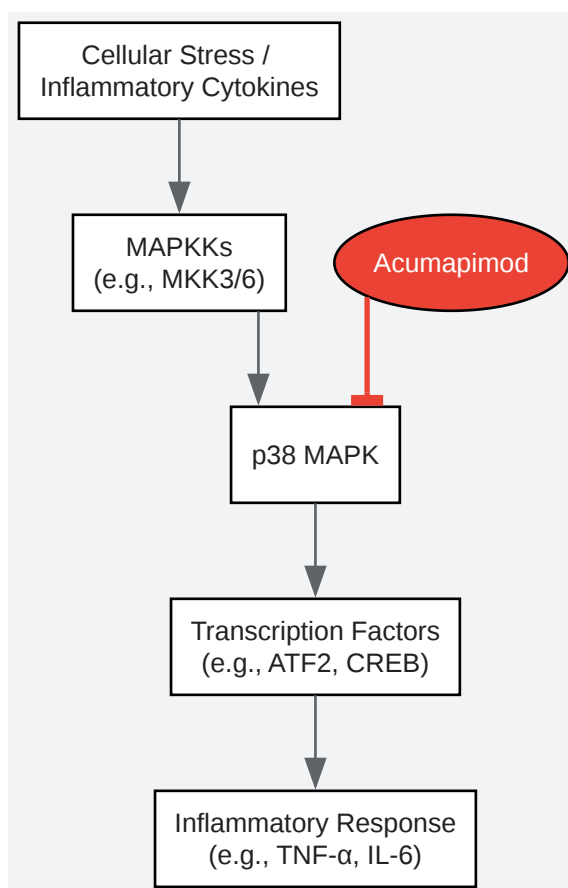 Cellular Stress /
Inflammatory Cytokines
MAPKKs
(e.g., MKK3/6)
Acumapimod
p38 MAPK
Transcription Factors
(e.g., ATF2, CREB)
Inflammatory Response
(e.g., TNF-α, IL-6)